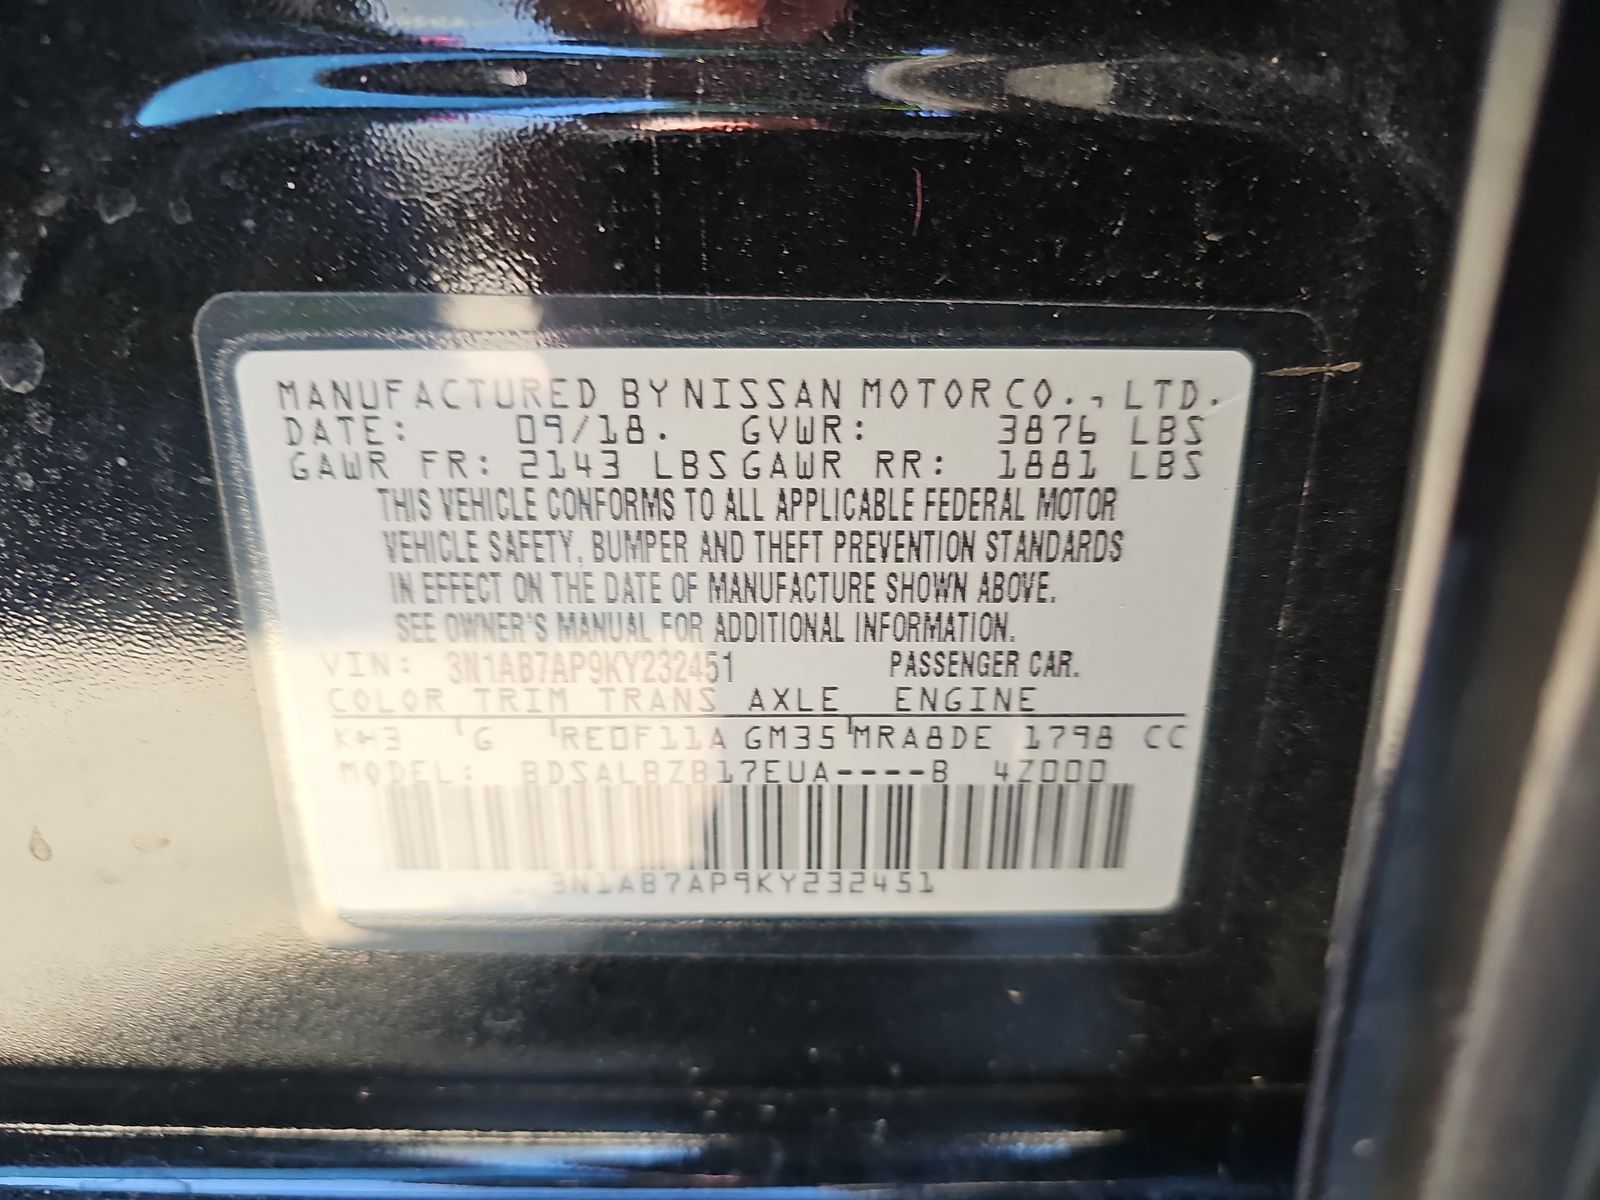 MANUFACTURED BY NISSAN MOTOR CO., LTD.
DATE: 09/18. GVWR: 3876 LBS
GAWR FR: 2143 LBS GAWR RR: 1881 LBS
THIS VEHICLE CONFORMS TO ALL APPLICABLE FEDERAL MOTOR
VEHICLE SAFETY, BUMPER AND THEFT PREVENTION STANDARDS
IN EFFECT ON THE DATE OF MANUFACTURE SHOWN ABOVE.
SEE OWNER'S MANUAL FOR ADDITIONAL INFORMATION.
VIN: 3N1AB7AP9KY232451 PASSENGER CAR.
COLOR TRIM TRANS AXLE ENGINE
KH3 G RE0F11A GM35 MRA8DE 1798 CC
MODEL: BDSALBZB17EUA----B 4Z000
3N1AB7AP9KY232451